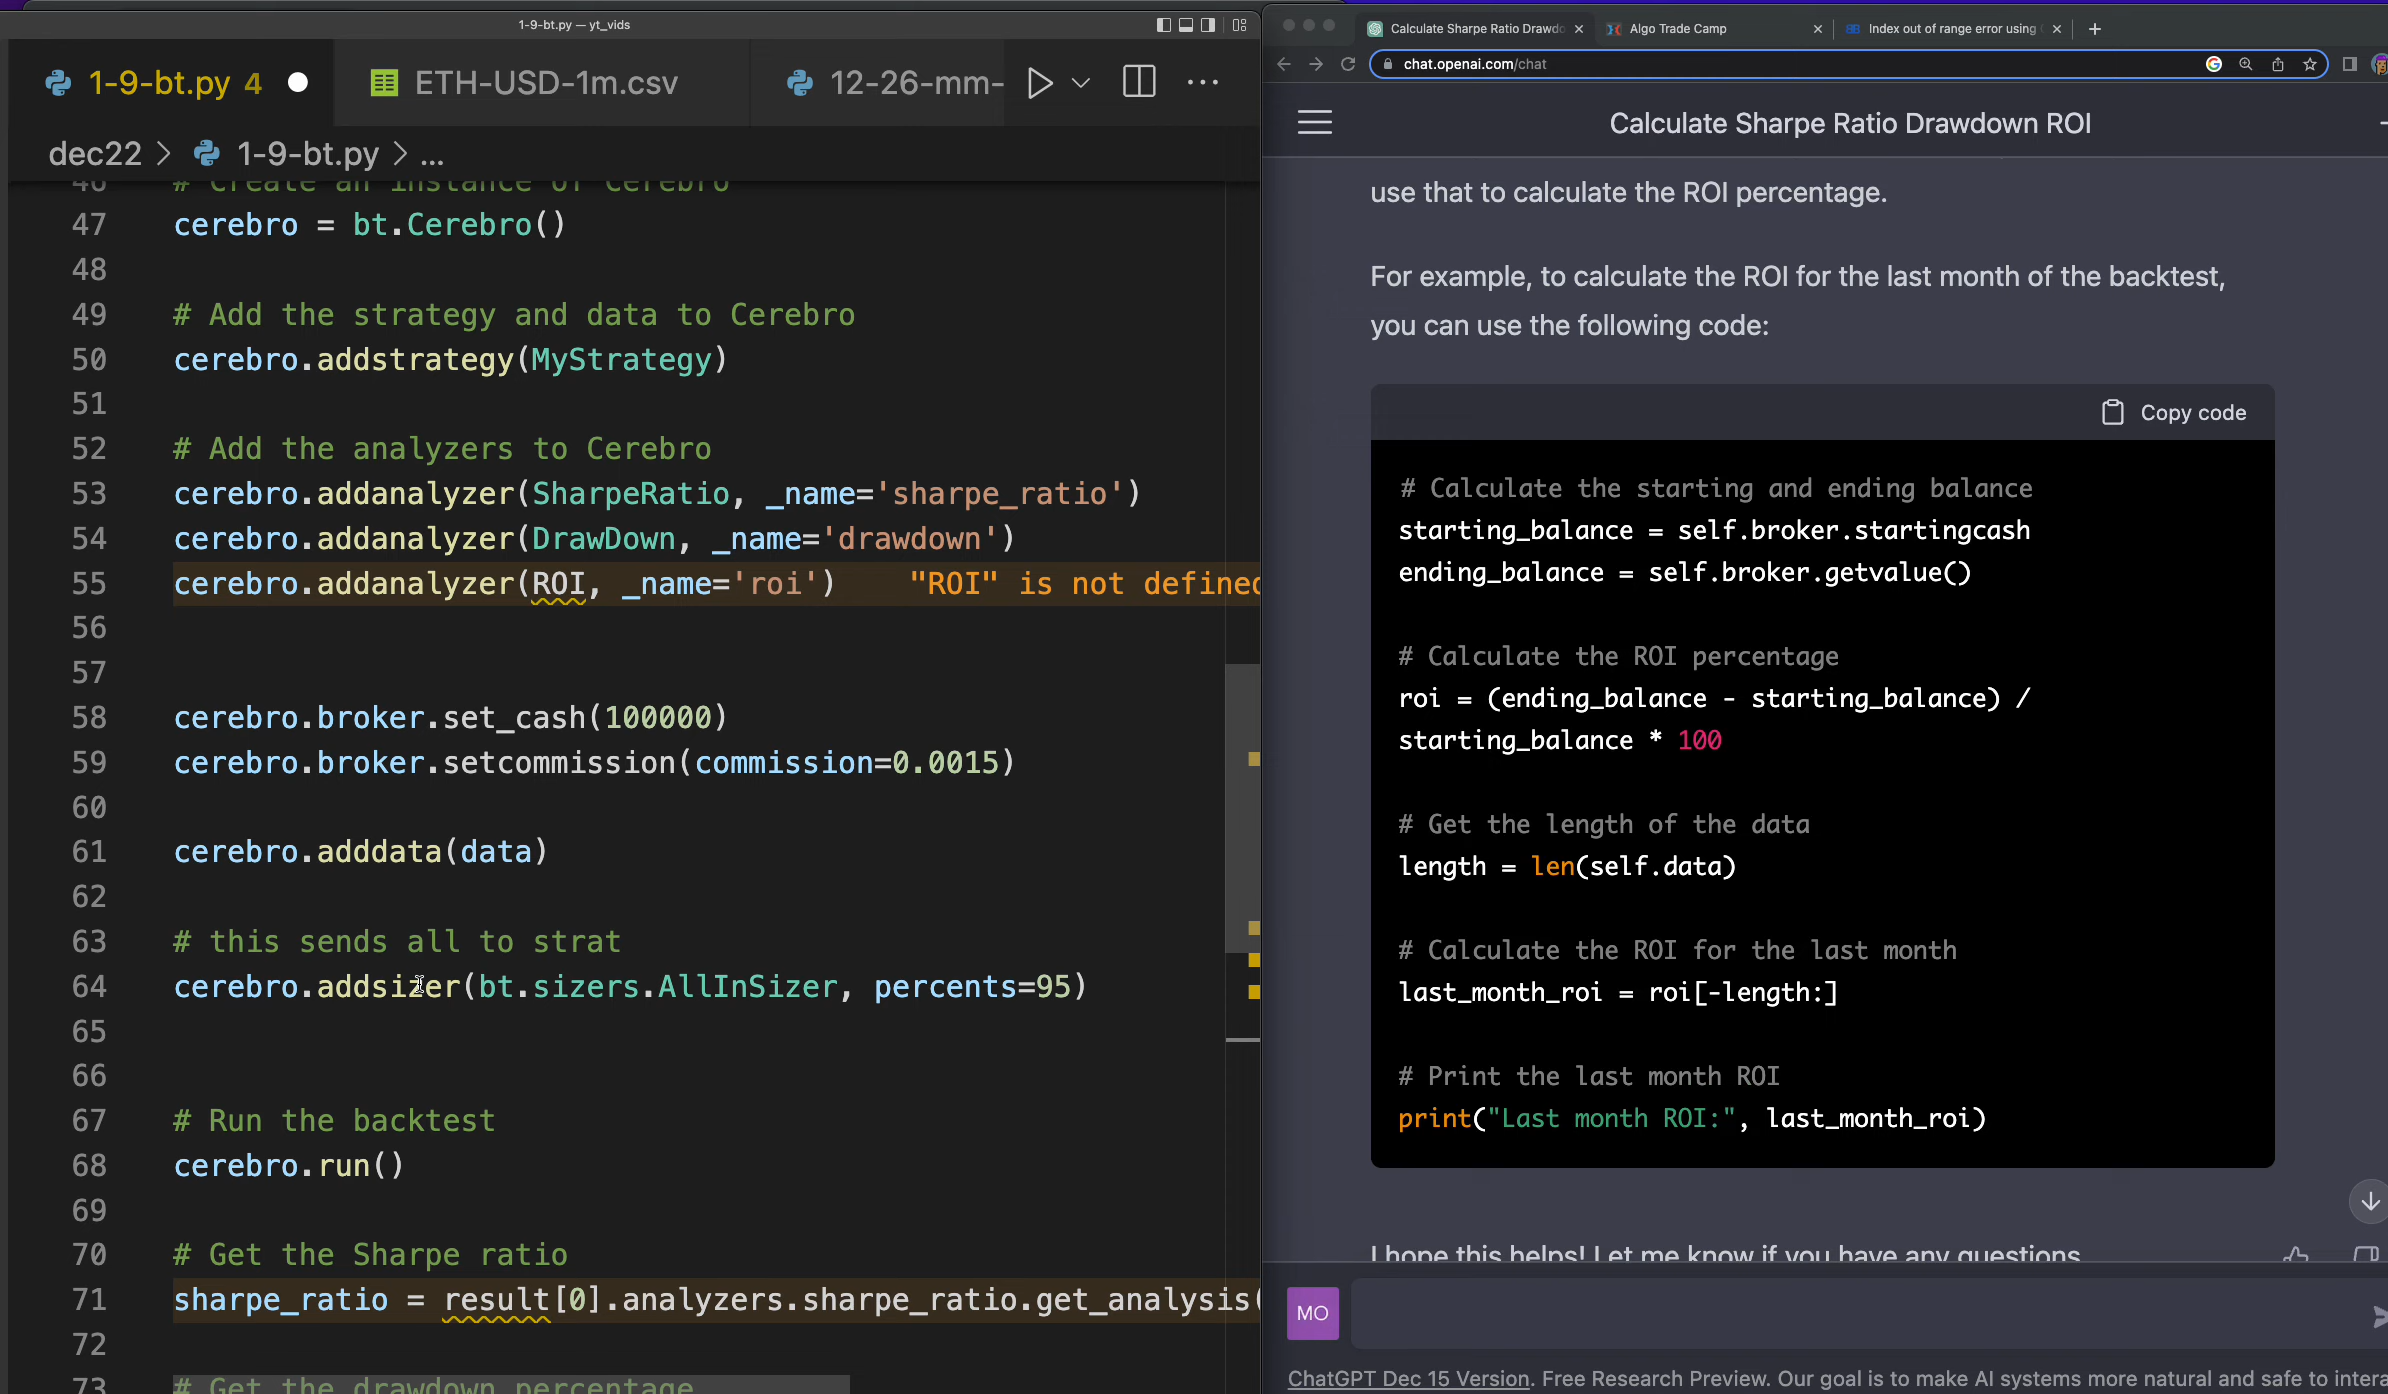 1-9-bt.py — yt_vids
1-9-bt.py 4
ETH-USD-1m.csv
12-26-mm-
dec22 > 1-9-bt.py > ...
46 # Create an instance of Cerebro
47 cerebro = bt.Cerebro()
48
49 # Add the strategy and data to Cerebro
50 cerebro.addstrategy(MyStrategy)
51
52 # Add the analyzers to Cerebro
53 cerebro.addanalyzer(SharpeRatio, _name='sharpe_ratio')
54 cerebro.addanalyzer(DrawDown, _name='drawdown')
55 cerebro.addanalyzer(ROI, _name='roi') "ROI" is not defined
56
57
58 cerebro.broker.set_cash(100000)
59 cerebro.broker.setcommission(commission=0.0015)
60
61 cerebro.adddata(data)
62
63 # this sends all to strat
64 cerebro.addsizer(bt.sizers.AllInSizer, percents=95)
65
66
67 # Run the backtest
68 cerebro.run()
69
70 # Get the Sharpe ratio
71 sharpe_ratio = result[0].analyzers.sharpe_ratio.get_analysis(
72
73 # Get the drawdown percentage
Calculate Sharpe Ratio Drawdo
Algo Trade Camp
Index out of range error using
chat.openai.com/chat
Calculate Sharpe Ratio Drawdown ROI
use that to calculate the ROI percentage.
For example, to calculate the ROI for the last month of the backtest,
you can use the following code:
Copy code
# Calculate the starting and ending balance
starting_balance = self.broker.startingcash
ending_balance = self.broker.getvalue()
# Calculate the ROI percentage
roi = (ending_balance - starting_balance) /
starting_balance * 100
# Get the length of the data
length = len(self.data)
# Calculate the ROI for the last month
last_month_roi = roi[-length:]
# Print the last month ROI
print("Last month ROI:", last_month_roi)
I hope this helps! Let me know if you have any questions
MO
ChatGPT Dec 15 Version. Free Research Preview. Our goal is to make AI systems more natural and safe to intera